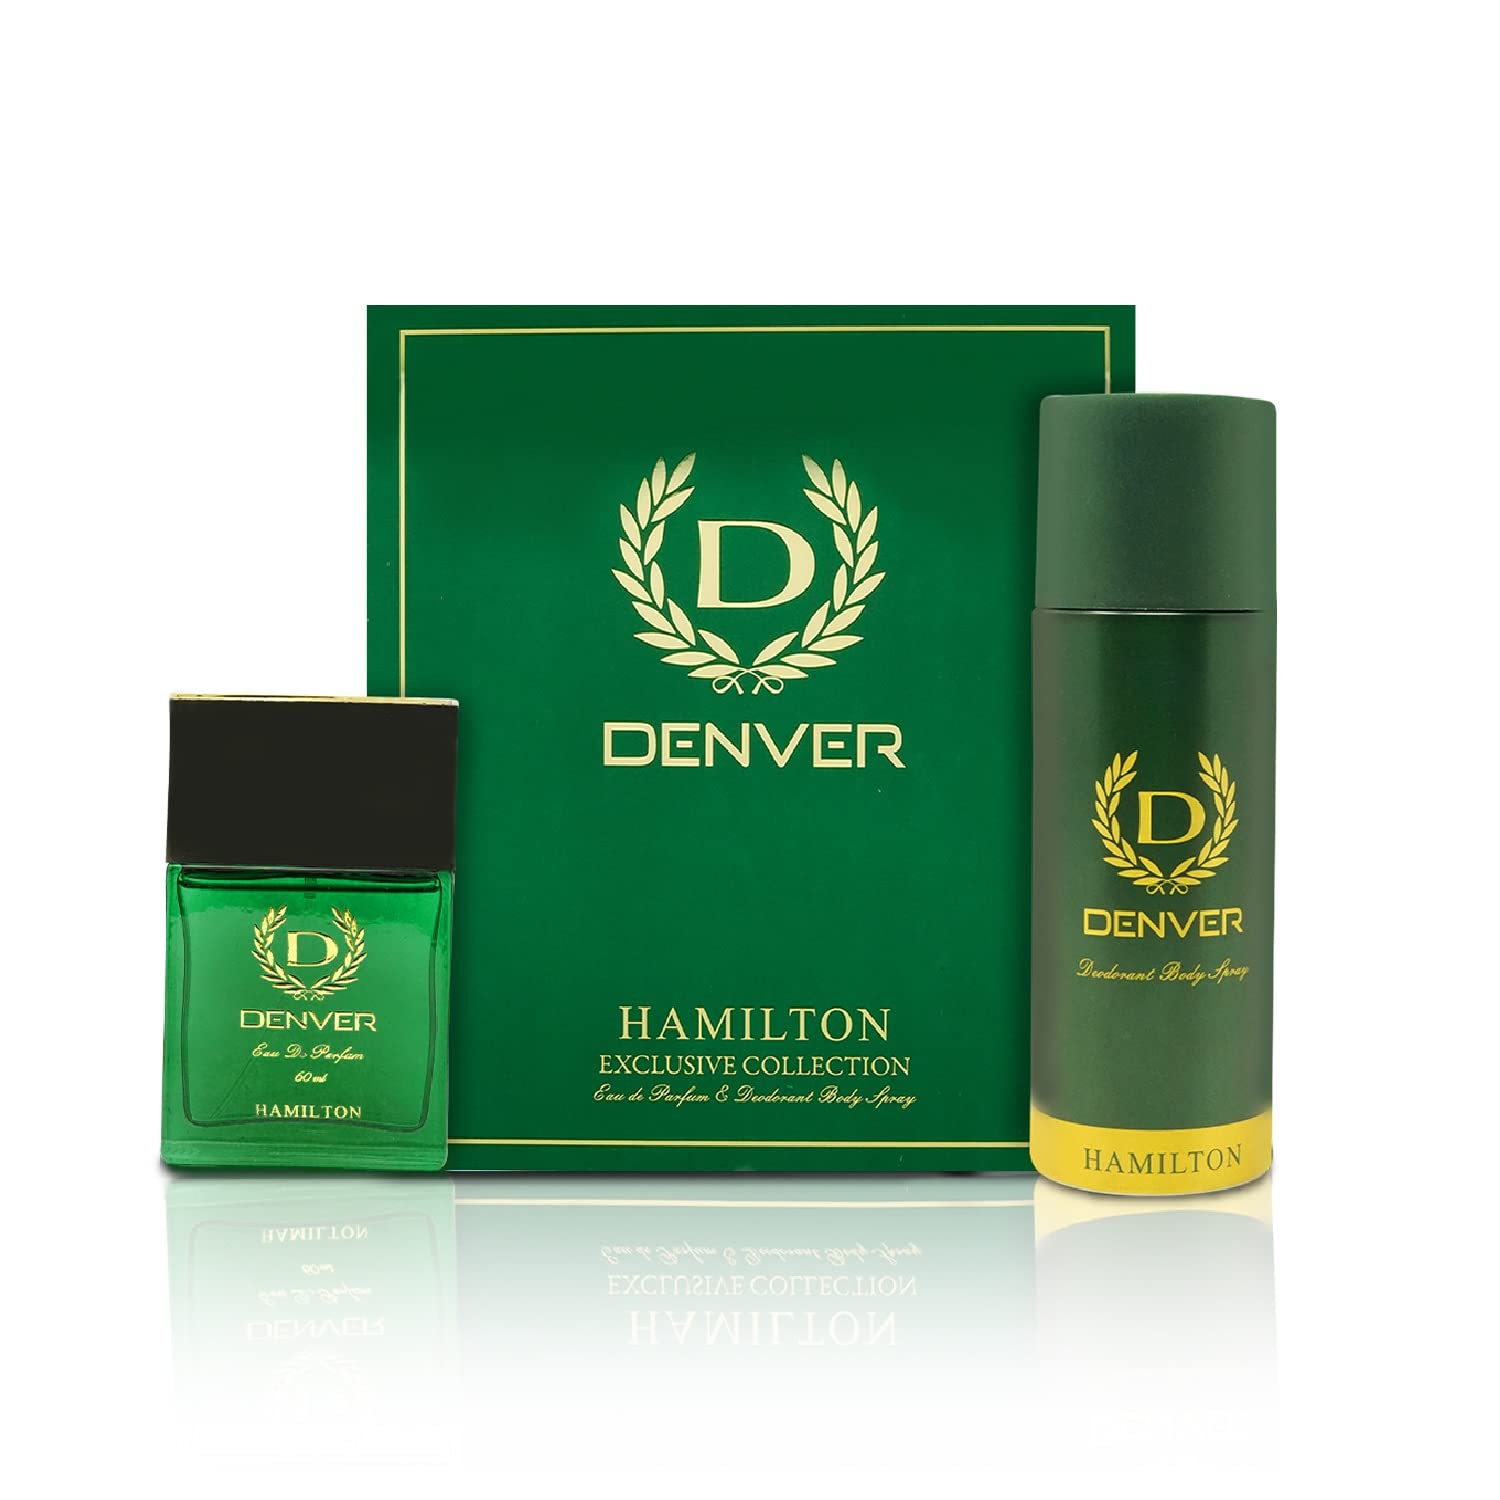 D
DENVER
HAMILTON
EXCLUSIVE COLLECTION
Eau de Parfum & Deodorant Body Spray
D
DENVER
Eau De Parfum
60 ml
HAMILTON
D
DENVER
Deodorant Body Spray
HAMILTON